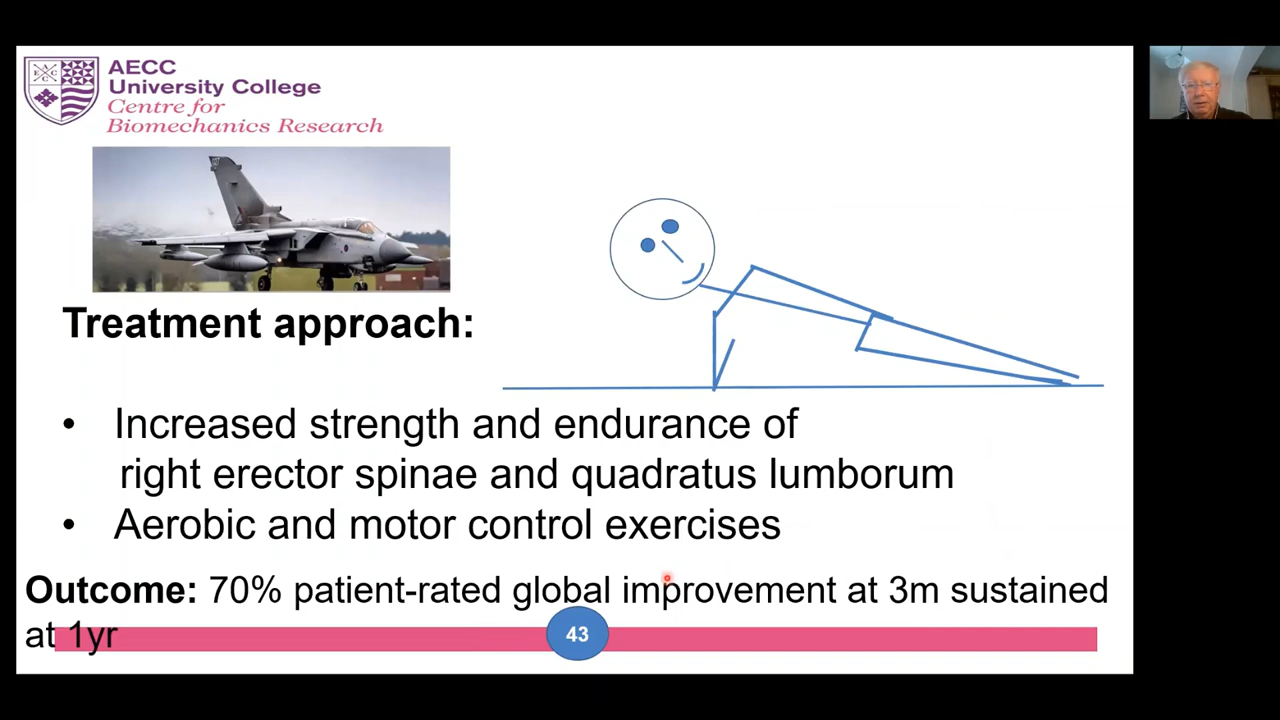 AECC
University College
Centre for
Biomechanics Research
Treatment approach:
• Increased strength and endurance of
right erector spinae and quadratus lumborum
• Aerobic and motor control exercises
Outcome: 70% patient-rated global improvement at 3m sustained
at 1yr
43